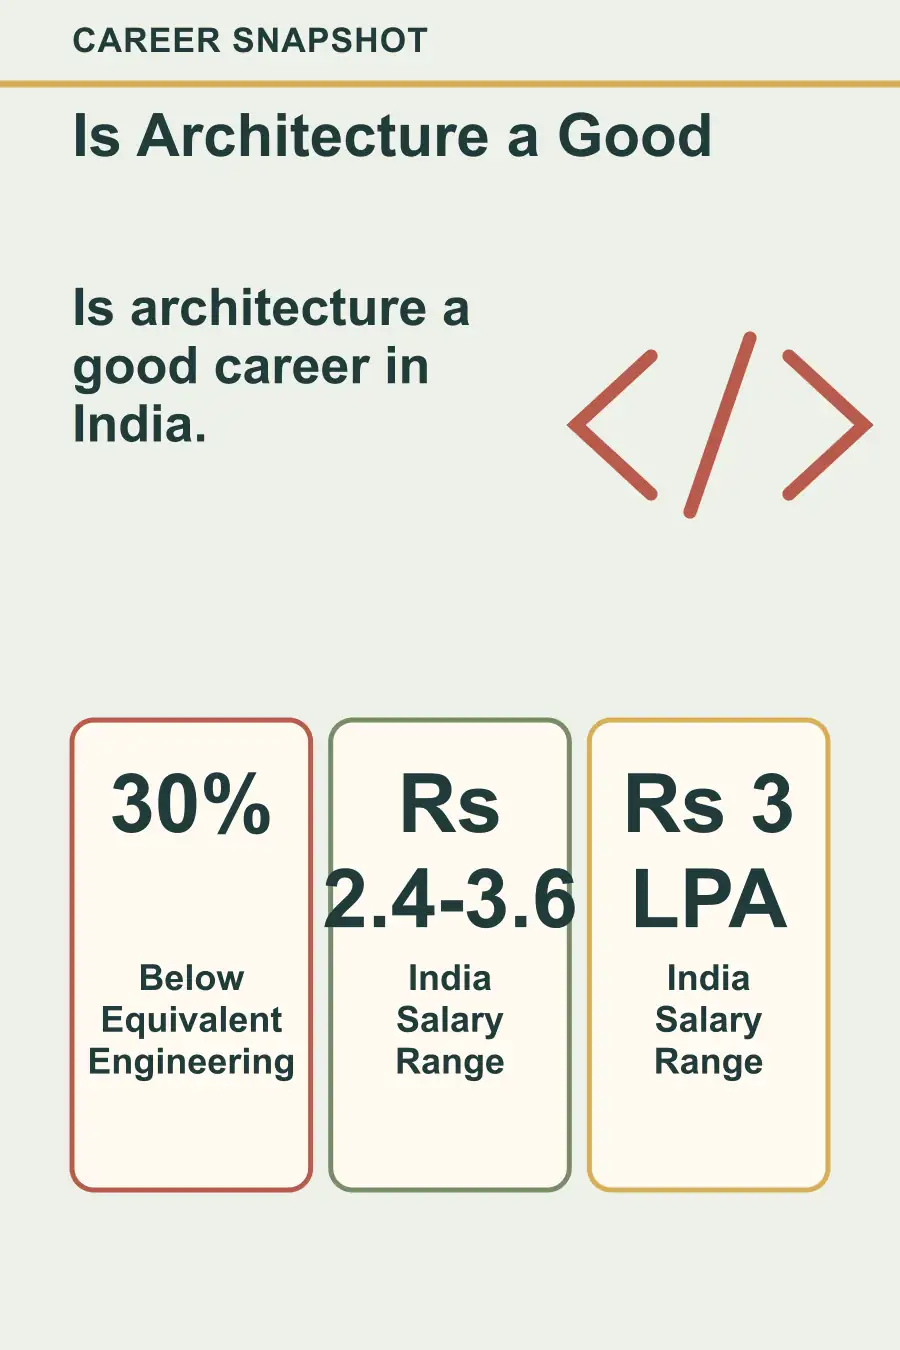 CAREER SNAPSHOT
Is Architecture a Good
Is architecture a
good career in
India.
</>
30%
Below
Equivalent
Engineering
Rs
2.4-3.6
India
Salary
Range
Rs 3
LPA
India
Salary
Range